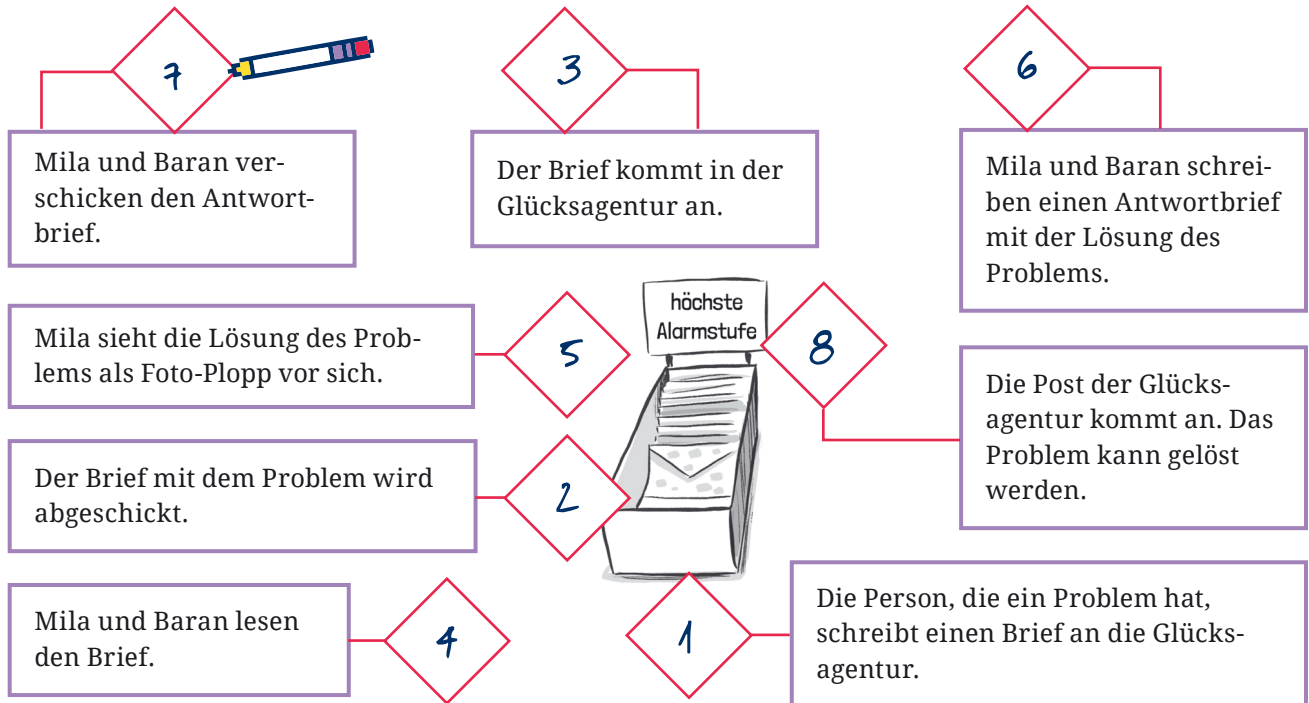 7
Mila und Baran ver-
schicken den Antwort-
brief.
3
Der Brief kommt in der
Glücksagentur an.
6
Mila und Baran schrei-
ben einen Antwortbrief
mit der Lösung des
Problems.
Mila sieht die Lösung des Prob-
lems als Foto-Plopp vor sich.
5
höchste
Alarmstufe
8
Die Post der Glücks-
agentur kommt an. Das
Problem kann gelöst
werden.
Der Brief mit dem Problem wird
abgeschickt.
2
Mila und Baran lesen
den Brief.
4
1
Die Person, die ein Problem hat,
schreibt einen Brief an die Glücks-
agentur.